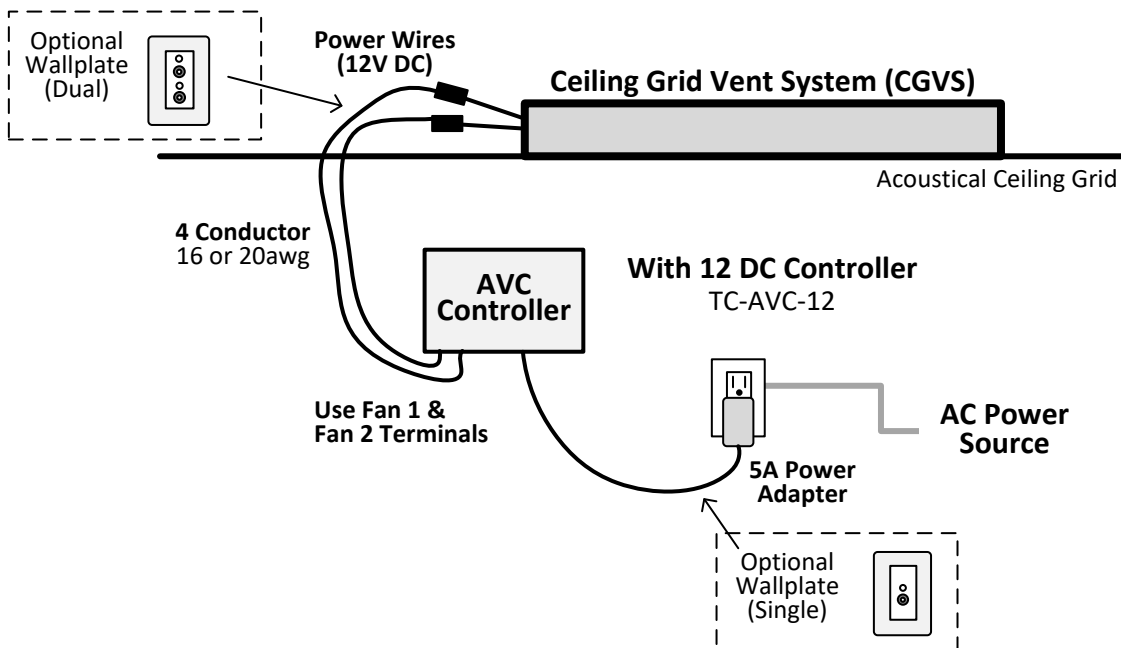 Optional
Wallplate
(Dual)
Power Wires
(12V DC)
Ceiling Grid Vent System (CGVS)
Acoustical Ceiling Grid
4 Conductor
16 or 20awg
AVC
Controller
With 12 DC Controller
TC-AVC-12
Use Fan 1 &
Fan 2 Terminals
AC Power
Source
5A Power
Adapter
Optional
Wallplate
(Single)